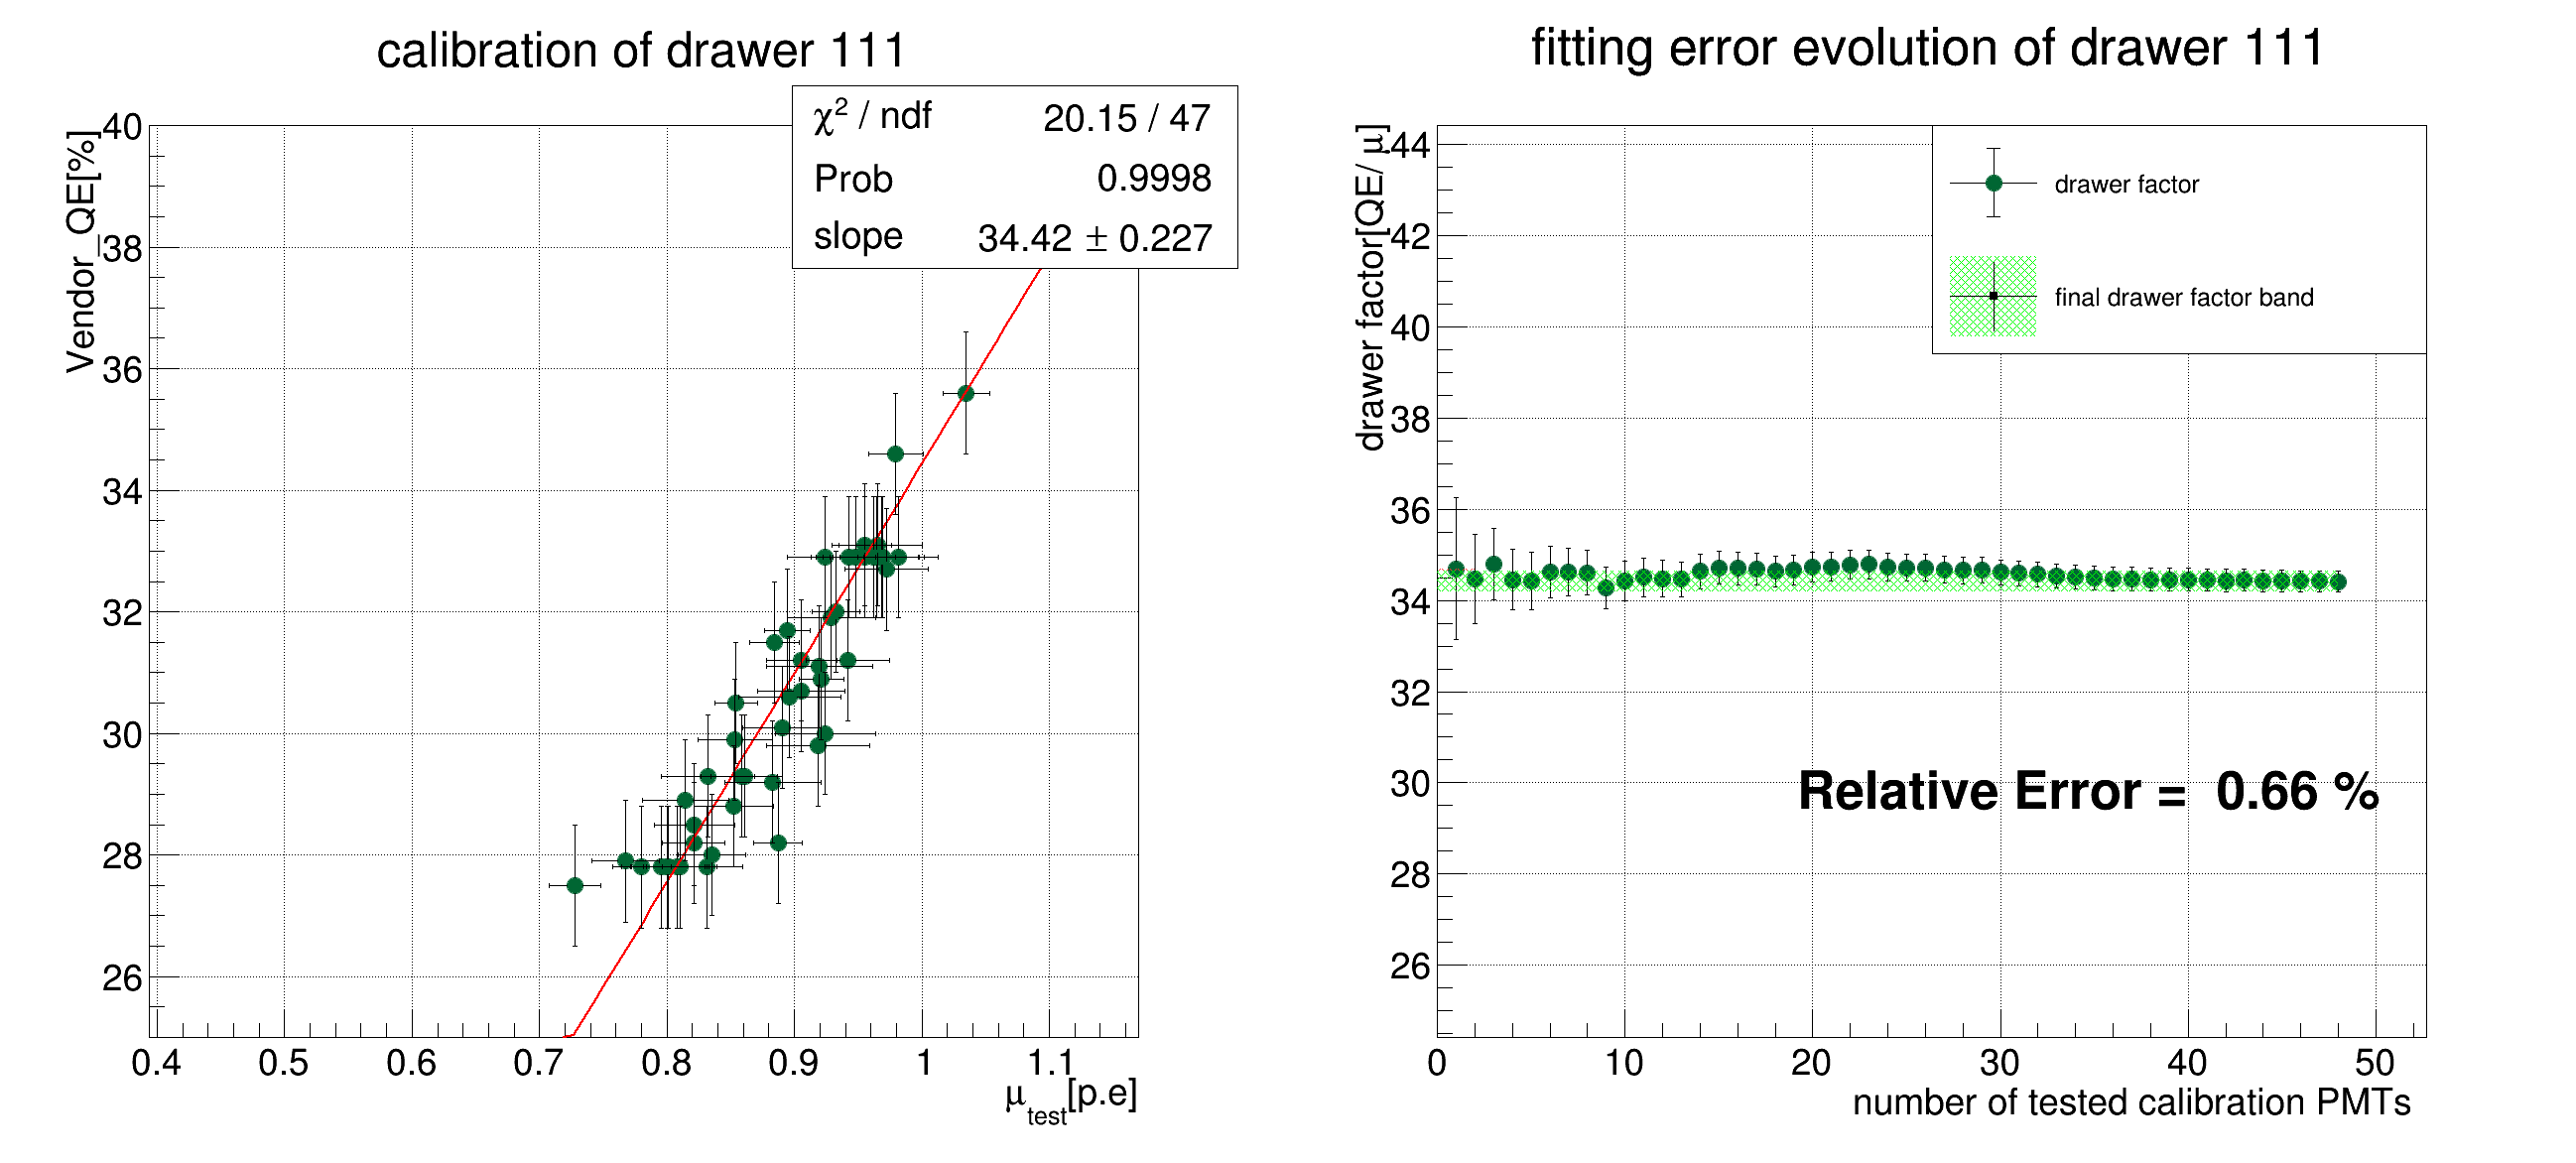 calibration of drawer 111
χ² / ndf 20.15 / 47
Prob 0.9998
slope 34.42 ± 0.227
Vendor_QE[%]
40
38
36
34
32
30
28
26
0.4 0.5 0.6 0.7 0.8 0.9 1 1.1
μtest[p.e]
fitting error evolution of drawer 111
drawer factor[QE/ μ]
drawer factor
final drawer factor band
44
42
40
38
36
34
32
30
28
26
Relative Error = 0.66 %
0 10 20 30 40 50
number of tested calibration PMTs